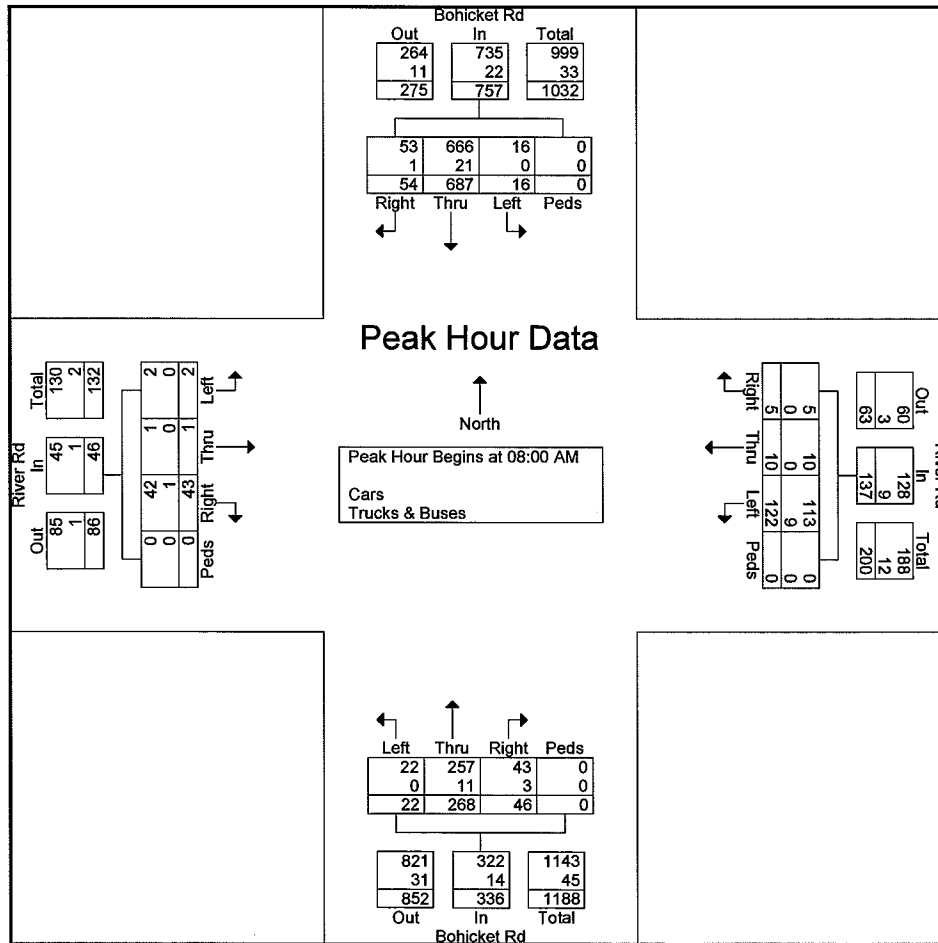 Bohicket Rd
Out In Total
264 735 999
11 22 33
275 757 1032
53 666 16 0
1 21 0 0
54 687 16 0
Right Thru Left Peds
Peak Hour Data
North
Peak Hour Begins at 08:00 AM
Cars
Trucks & Buses
River Rd
Total In Out
130 45 85
2 1 1
132 46 86
2 1 42 0
0 0 1 0
2 1 43 0
Left Thru Right Peds
Right Thru Left Peds
5 10 122 0
0 0 9 0
5 10 113 0
63 137 200
3 9 12
60 128 188
Out In Total
River Rd
Left Thru Right Peds
22 257 43 0
0 11 3 0
22 268 46 0
821 322 1143
31 14 45
852 336 1188
Out In Total
Bohicket Rd